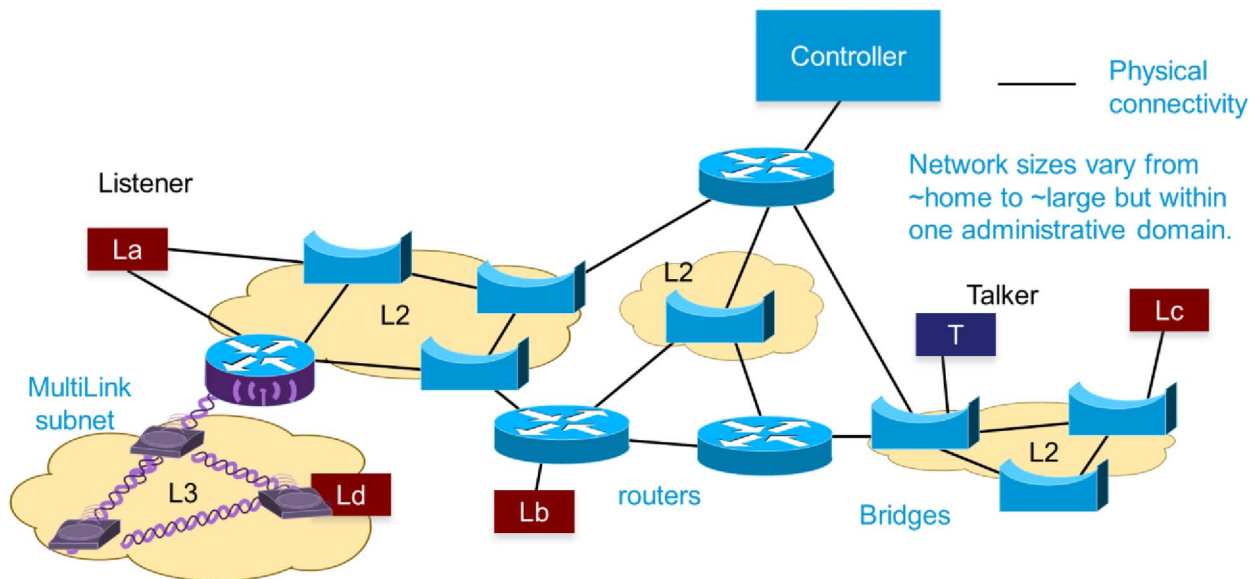 Controller
Physical
connectivity
Network sizes vary from
~home to ~large but within
one administrative domain.
Listener
La
L2
L2
Talker
T
Lc
MultiLink
subnet
L3
Ld
Lb
routers
Bridges
L2